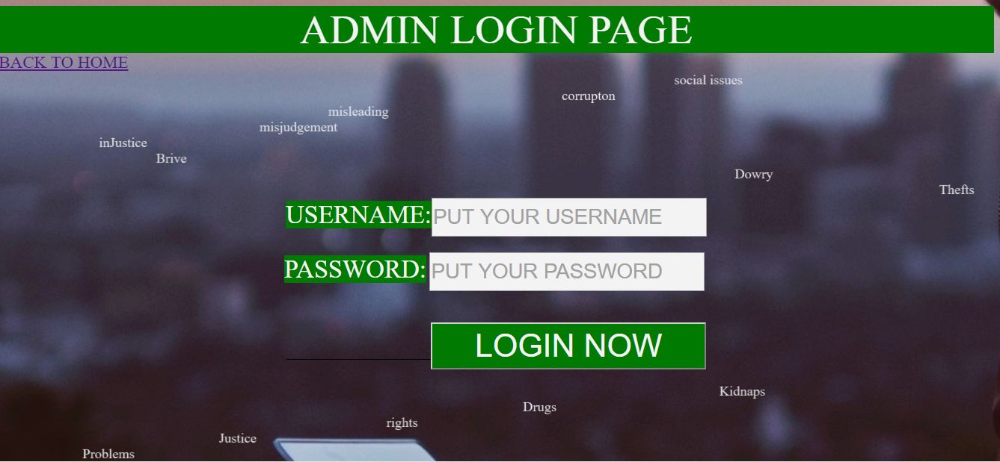 ADMIN LOGIN PAGE
BACK TO HOME
social issues
corrupton
misleading
misjudgement
inJustice
Brive
Dowry
Thefts
USERNAME: PUT YOUR USERNAME
PASSWORD: PUT YOUR PASSWORD
LOGIN NOW
Kidnaps
Drugs
rights
Justice
Problems